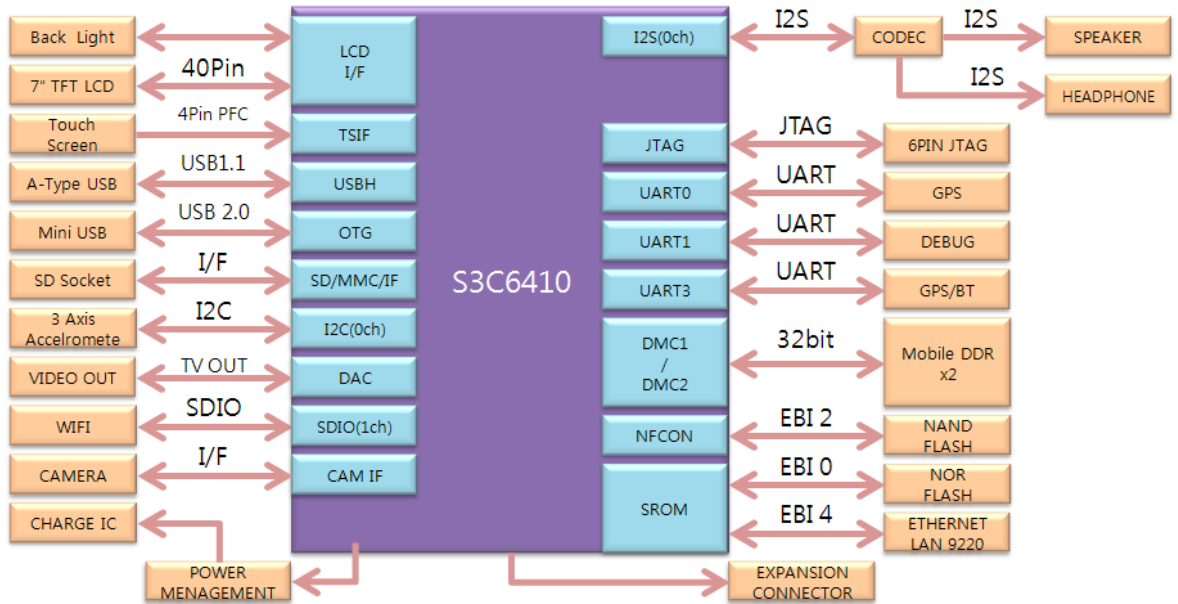 Back Light
LCD
I/F
I2S(0ch)
I2S
CODEC
I2S
SPEAKER
7" TFT LCD
40Pin
I2S
HEADPHONE
Touch
Screen
4Pin PFC
TSIF
JTAG
JTAG
6PIN JTAG
A-Type USB
USB1.1
USBH
UART0
UART
GPS
Mini USB
USB 2.0
OTG
UART1
UART
DEBUG
SD Socket
I/F
SD/MMC/IF
S3C6410
UART3
UART
GPS/BT
3 Axis
Accelromete
I2C
I2C(0ch)
DMC1
/
DMC2
32bit
Mobile DDR
x2
VIDEO OUT
TV OUT
DAC
WIFI
SDIO
SDIO(1ch)
NFCON
EBI 2
NAND
FLASH
CAMERA
I/F
CAM IF
SROM
EBI 0
NOR
FLASH
CHARGE IC
EBI 4
ETHERNET
LAN 9220
POWER
MENAGEMENT
EXPANSION
CONNECTOR